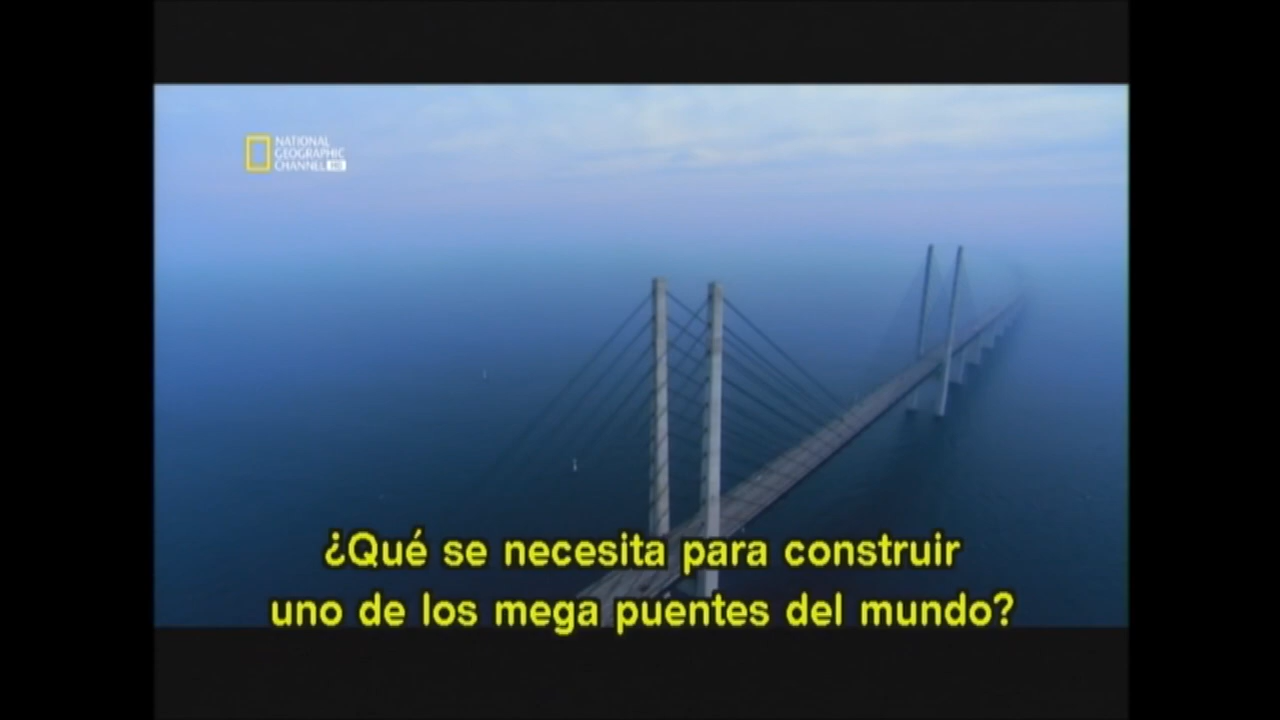 NATIONAL
GEOGRAPHIC
CHANNEL HD
¿Qué se necesita para construir
uno de los mega puentes del mundo?